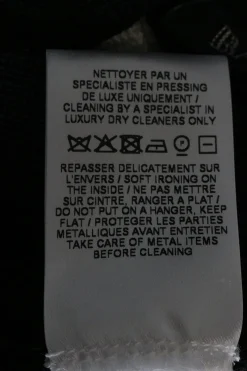 NETTOYER PAR UN
SPECIALISTE EN PRESSING
DE LUXE UNIQUEMENT /
CLEANING BY A SPECIALIST IN
LUXURY DRY CLEANERS ONLY
REPASSER DELICATEMENT SUR
L'ENVERS / SOFT IRONING ON
THE INSIDE / NE PAS METTRE
SUR CINTRE, RANGER A PLAT /
DO NOT PUT ON A HANGER, KEEP
FLAT / PROTEGER LES PARTIES
METALLIQUES AVANT ENTRETIEN
TAKE CARE OF METAL ITEMS
BEFORE CLEANING